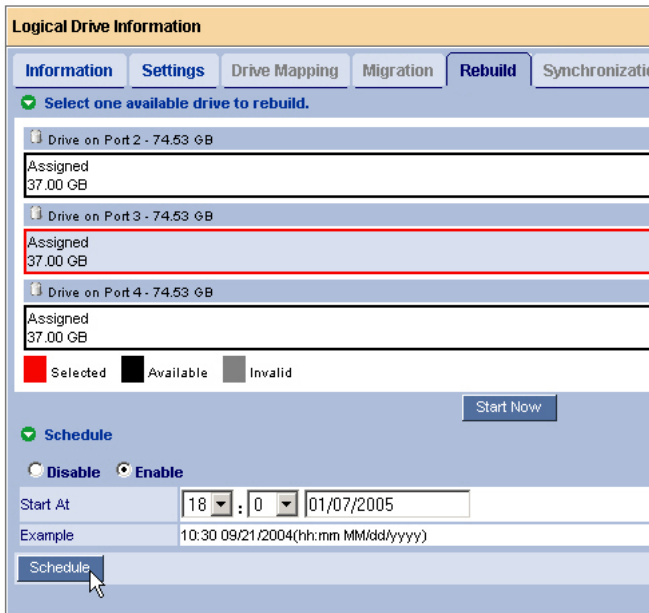 Logical Drive Information
Information Settings Drive Mapping Migration Rebuild Synchronizati
Select one available drive to rebuild.
Drive on Port 2 - 74.53 GB
Assigned
37.00 GB
Drive on Port 3 - 74.53 GB
Assigned
37.00 GB
Drive on Port 4 - 74.53 GB
Assigned
37.00 GB
Selected Available Invalid
Start Now
Schedule
Disable Enable
Start At 18 : 0 01/07/2005
Example 10:30 09/21/2004(hh:mm MM/dd/yyyy)
Schedule